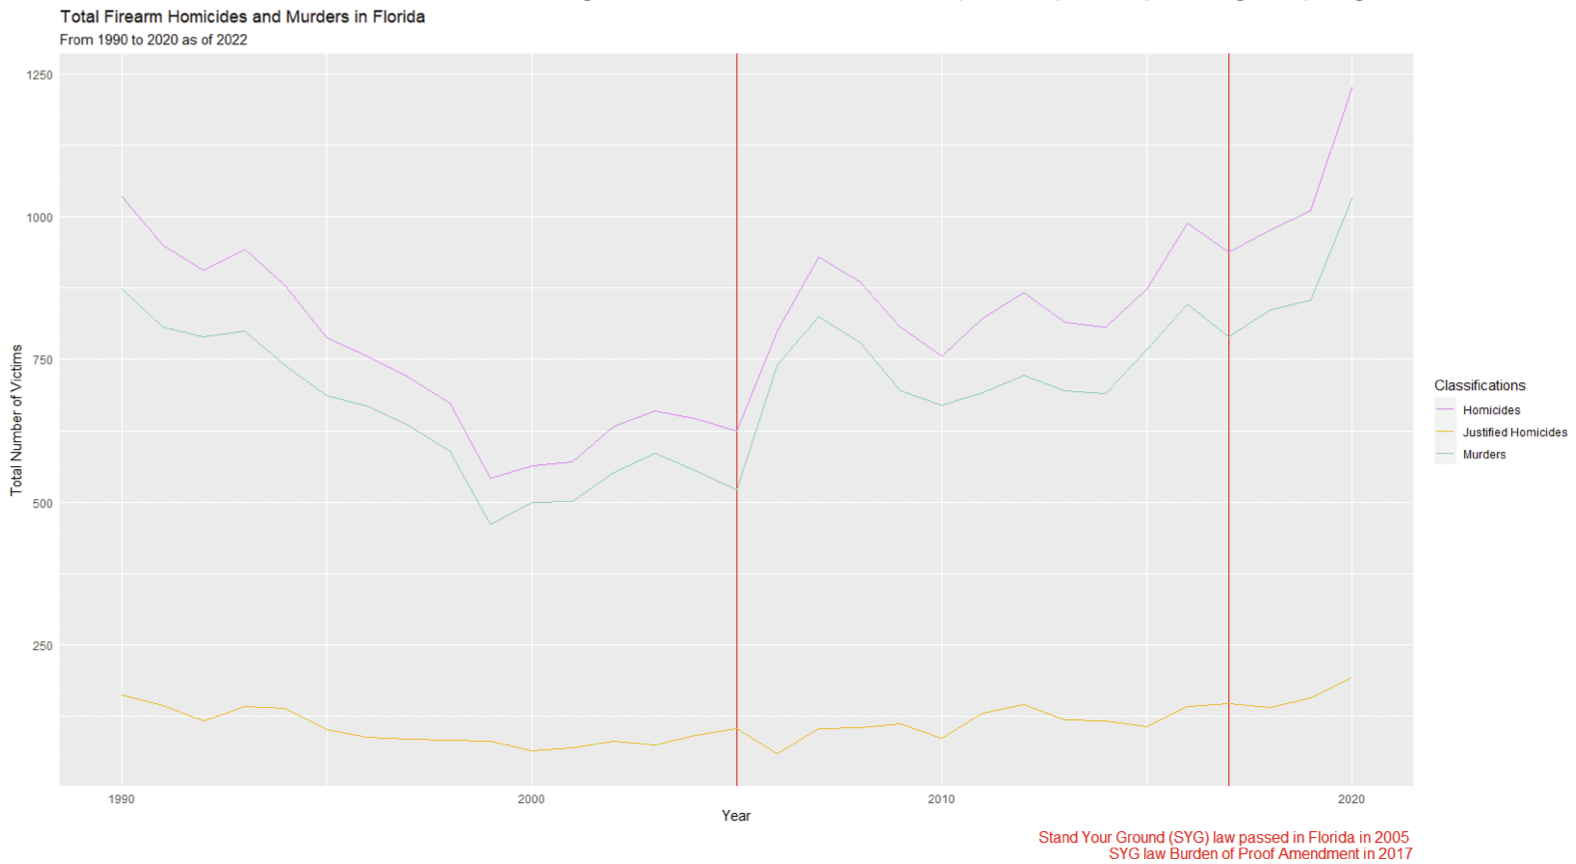 Total Firearm Homicides and Murders in Florida
From 1990 to 2020 as of 2022
1250
1000
750
500
250
Total Number of Victims
1990
2000
2010
2020
Year
Classifications
Homicides
Justified Homicides
Murders
Stand Your Ground (SYG) law passed in Florida in 2005
SYG law Burden of Proof Amendment in 2017